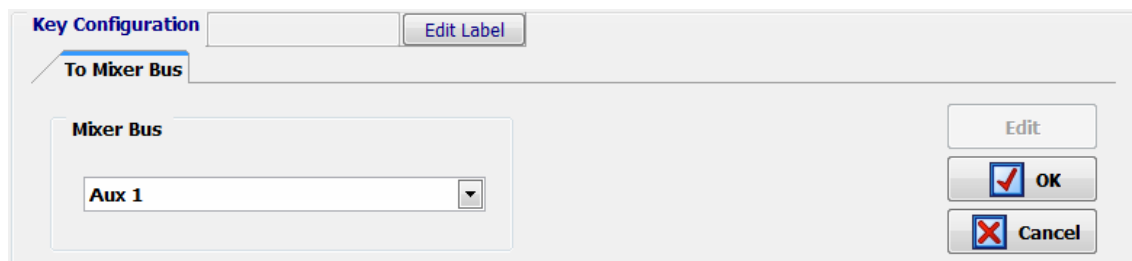 Key Configuration Edit Label
To Mixer Bus
Mixer Bus
Edit
Aux 1
OK
Cancel